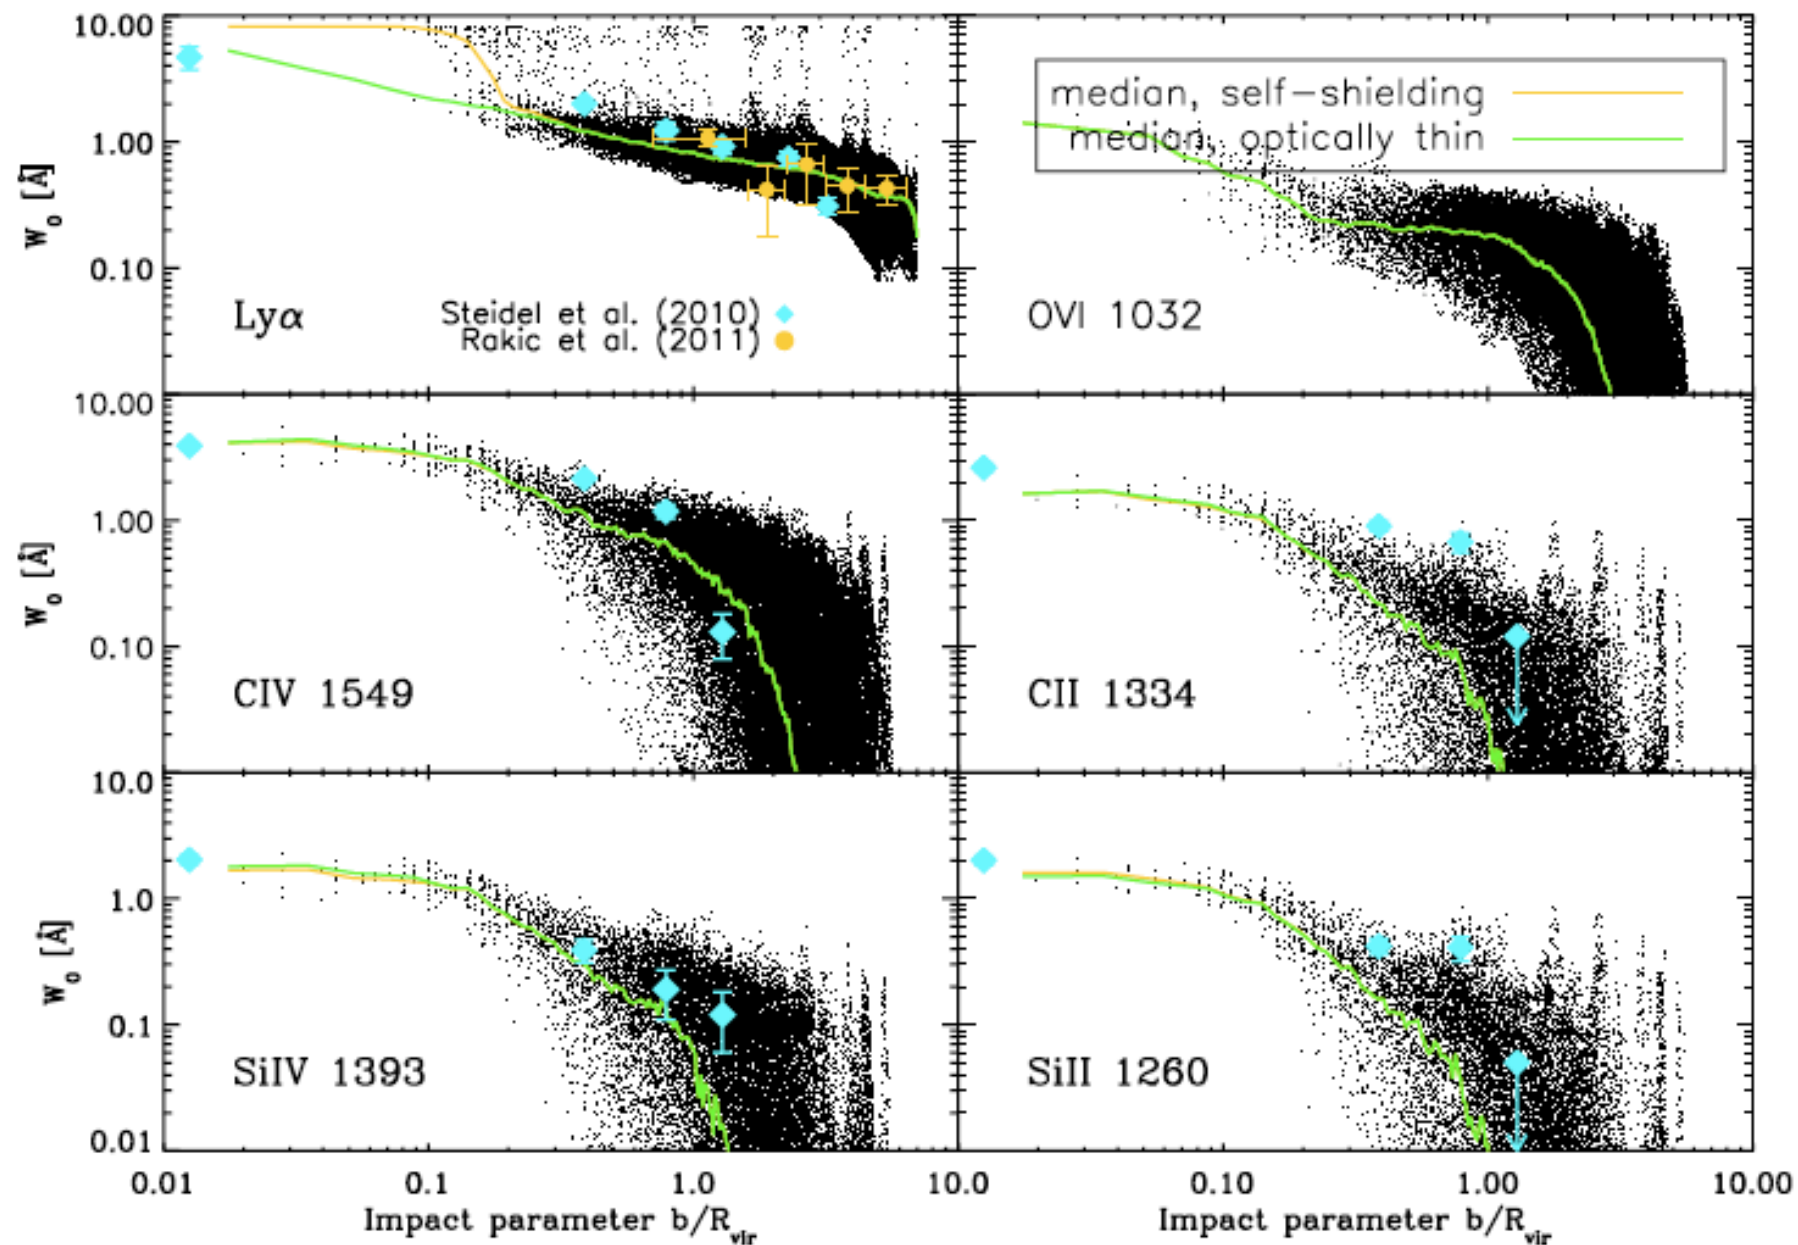 10.00
1.00
0.10
W₀ [Å]
Lyα
Steidel et al. (2010)
Rakic et al. (2011)
median, self-shielding
median, optically thin
OVI 1032
10.00
1.00
0.10
W₀ [Å]
CIV 1549
CII 1334
10.0
1.0
0.1
0.01
W₀ [Å]
SiIV 1393
SiII 1260
0.01 0.1 1.0 10.0 0.10 1.00 10.00
Impact parameter b/Rᵥᵢᵣ Impact parameter b/Rᵥᵢᵣ